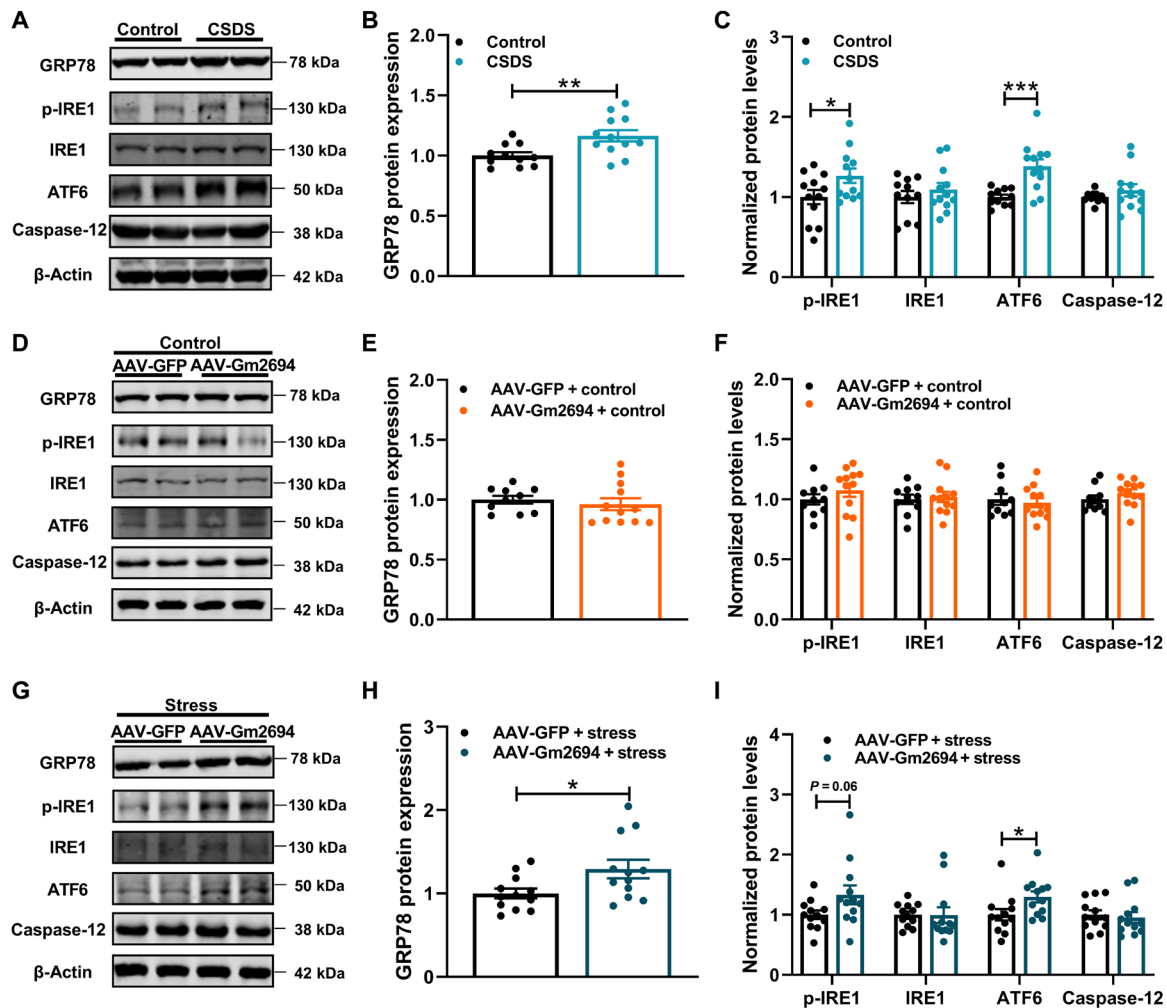 A
Control CSDS
GRP78 78 kDa
p-IRE1 130 kDa
IRE1 130 kDa
ATF6 50 kDa
Caspase-12 38 kDa
β-Actin 42 kDa
B
Control
CSDS
GRP78 protein expression
2.0
1.5
1.0
0.5
0.0
**
C
Control
CSDS
Normalized protein levels
3
2
1
0
*
***
p-IRE1 IRE1 ATF6 Caspase-12
D
Control
AAV-GFP AAV-Gm2694
GRP78 78 kDa
p-IRE1 130 kDa
IRE1 130 kDa
ATF6 50 kDa
Caspase-12 38 kDa
β-Actin 42 kDa
E
AAV-GFP + control
AAV-Gm2694 + control
GRP78 protein expression
2.0
1.5
1.0
0.5
0.0
F
AAV-GFP + control
AAV-Gm2694 + control
Normalized protein levels
2.0
1.5
1.0
0.5
0.0
p-IRE1 IRE1 ATF6 Caspase-12
G
Stress
AAV-GFP AAV-Gm2694
GRP78 78 kDa
p-IRE1 130 kDa
IRE1 130 kDa
ATF6 50 kDa
Caspase-12 38 kDa
β-Actin 42 kDa
H
AAV-GFP + stress
AAV-Gm2694 + stress
GRP78 protein expression
3
2
1
0
*
I
AAV-GFP + stress
AAV-Gm2694 + stress
Normalized protein levels
4
3
2
1
0
P = 0.06
*
p-IRE1 IRE1 ATF6 Caspase-12